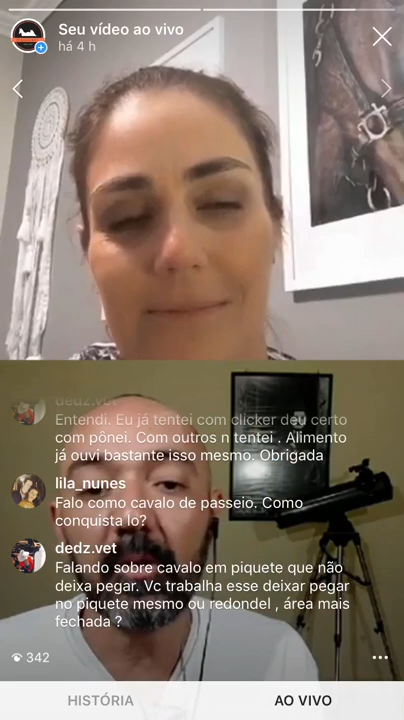 Seu vídeo ao vivo
há 4 h
dedz.vet
Entendi. Eu já tentei com clicker deu certo
com pônei. Com outros n tentei . Alimento
já ouvi bastante isso mesmo. Obrigada
lila_nunes
Falo como cavalo de passeio. Como
conquista lo?
dedz.vet
Falando sobre cavalo em piquete que não
deixa pegar. Vc trabalha esse deixar pegar
no piquete mesmo ou redondel , área mais
fechada ?
342
HISTÓRIA
AO VIVO